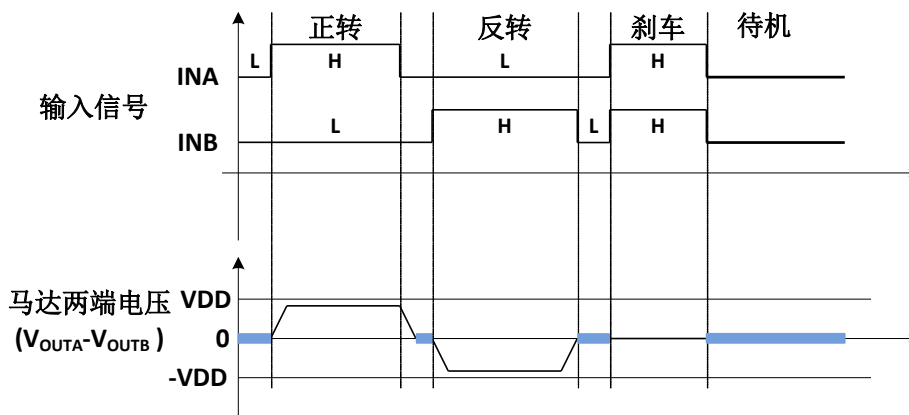 正转 反转 刹车 待机
L H L H
INA
输入信号
L H L H
INB
马达两端电压 VDD
(VOUTA-VOUTB ) 0
-VDD